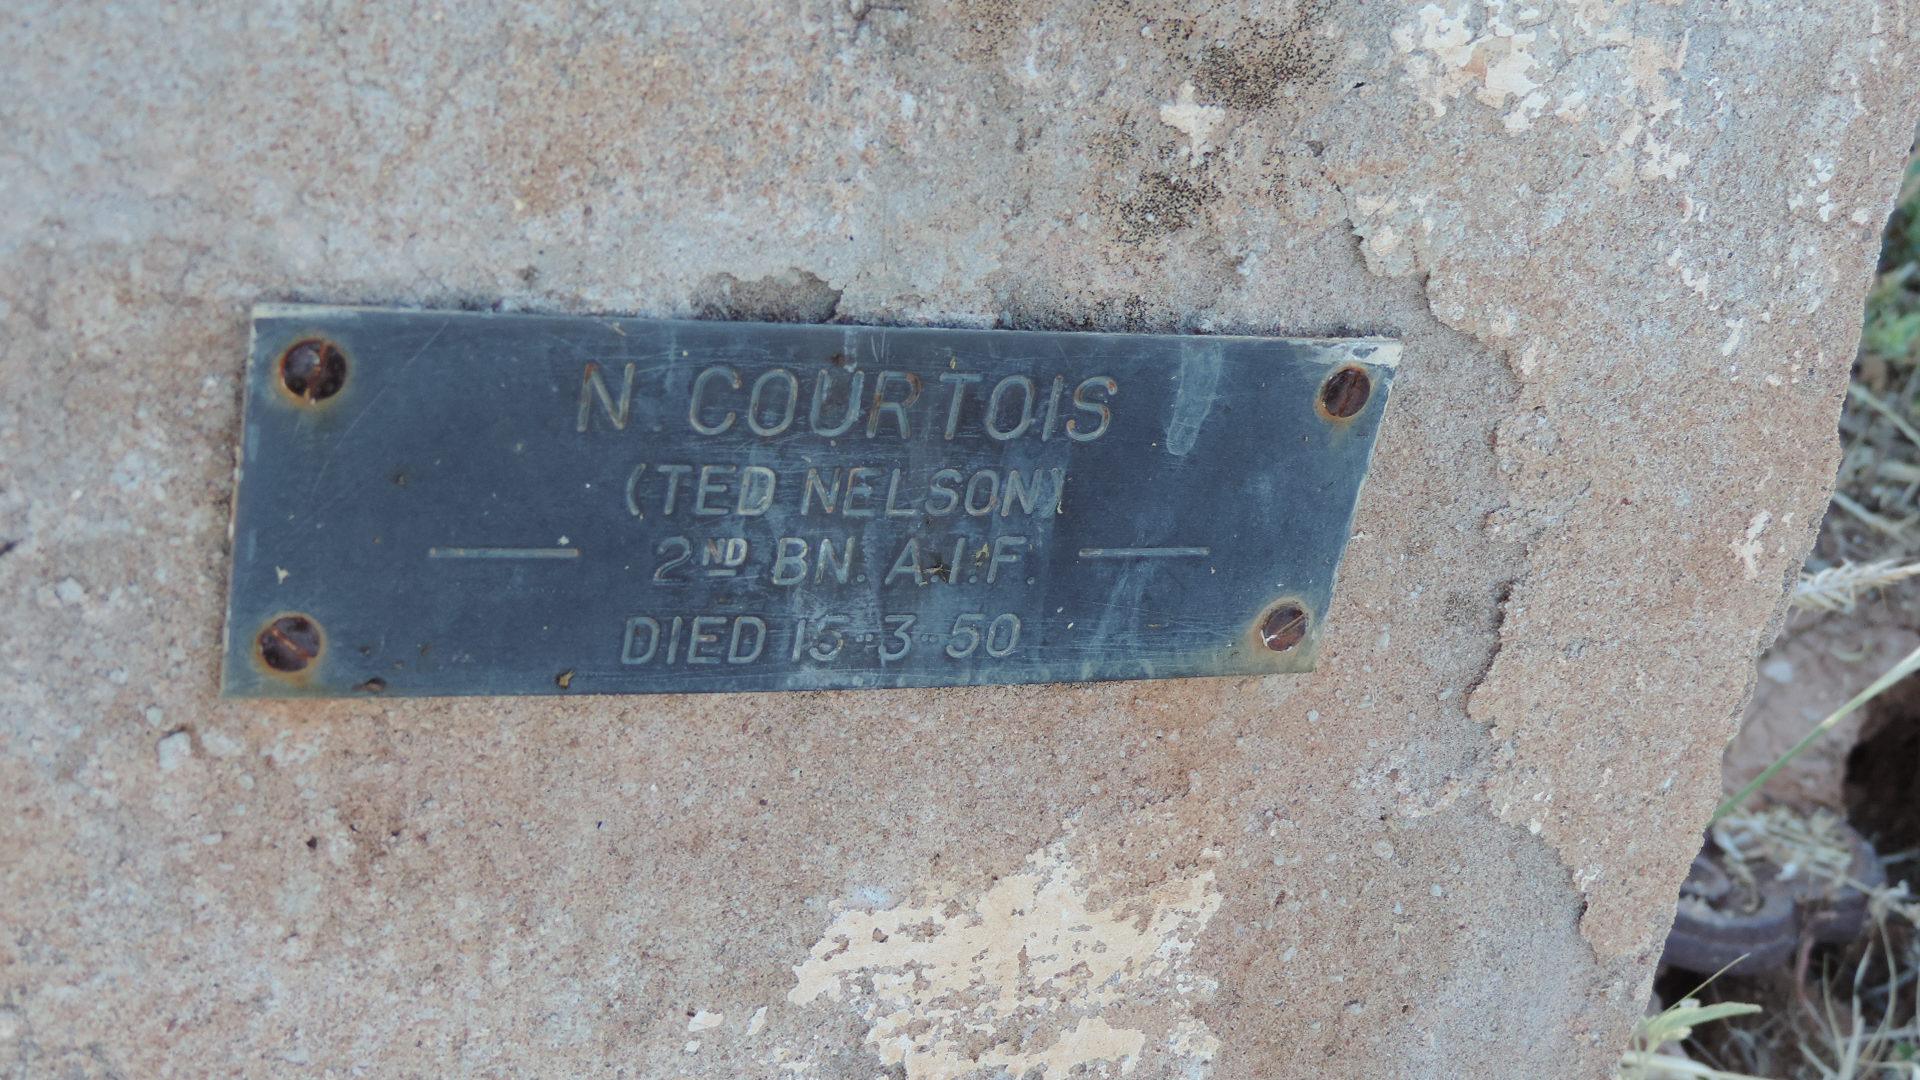 N COURTOIS
(TED NELSON)
2ND BN. A.I.F.
DIED 15-3-50